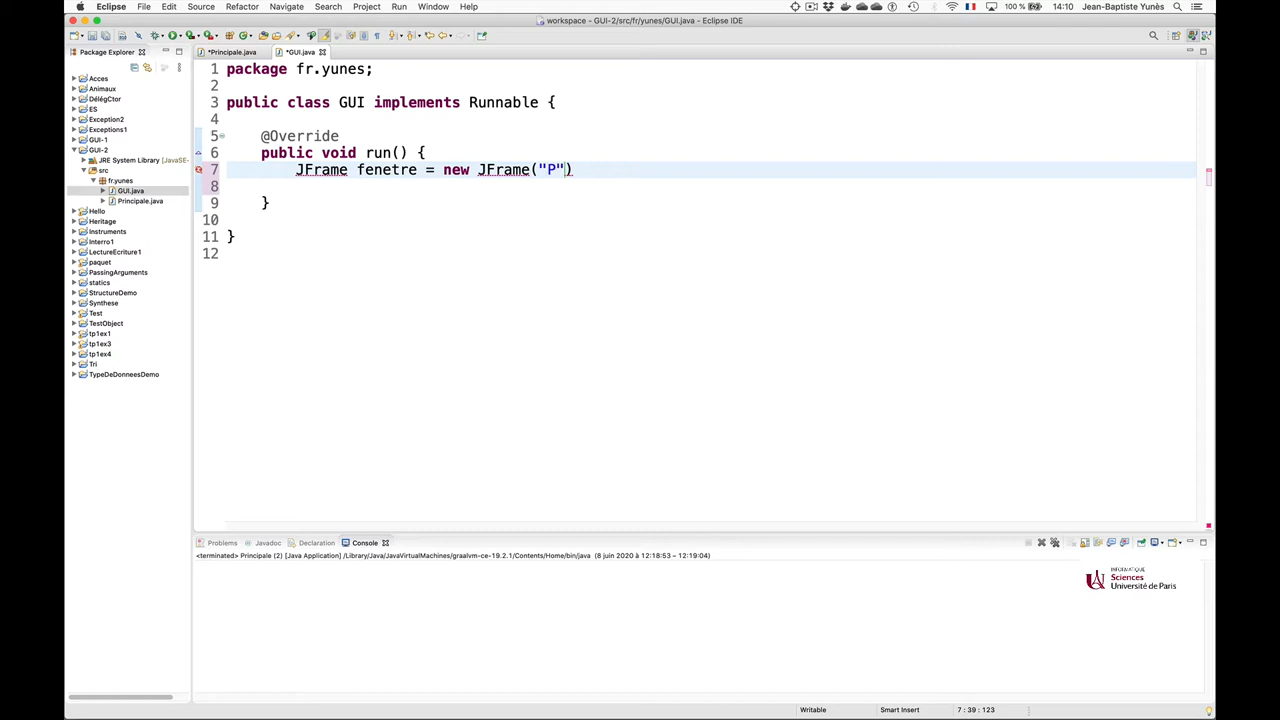 Eclipse File Edit Source Refactor Navigate Search Project Run Window Help 100 % 14:10 Jean-Baptiste Yunès
workspace - GUI-2/src/fr/yunes/GUI.java - Eclipse IDE
Package Explorer
*Principale.java
*GUI.java
Acces
Animaux
DélégCtor
ES
Exception2
Exceptions1
GUI-1
GUI-2
JRE System Library [JavaSE-
src
fr.yunes
GUI.java
Principale.java
Hello
Heritage
Instruments
Interro1
LectureEcriture1
paquet
PassingArguments
statics
StructureDemo
Synthese
Test
TestObject
tp1ex1
tp1ex3
tp1ex4
Tri
TypeDeDonneesDemo
1 package fr.yunes;
2
3 public class GUI implements Runnable {
4
5 @Override
6 public void run() {
7 JFrame fenetre = new JFrame("P")
8
9 }
10
11 }
12
Problems Javadoc Declaration Console
<terminated> Principale (2) [Java Application] /Library/Java/JavaVirtualMachines/graalvm-ce-19.2.1/Contents/Home/bin/java (8 juin 2020 à 12:18:53 – 12:19:04)
INFORMATIQUE
Sciences
Université de Paris
Writable Smart Insert 7 : 39 : 123